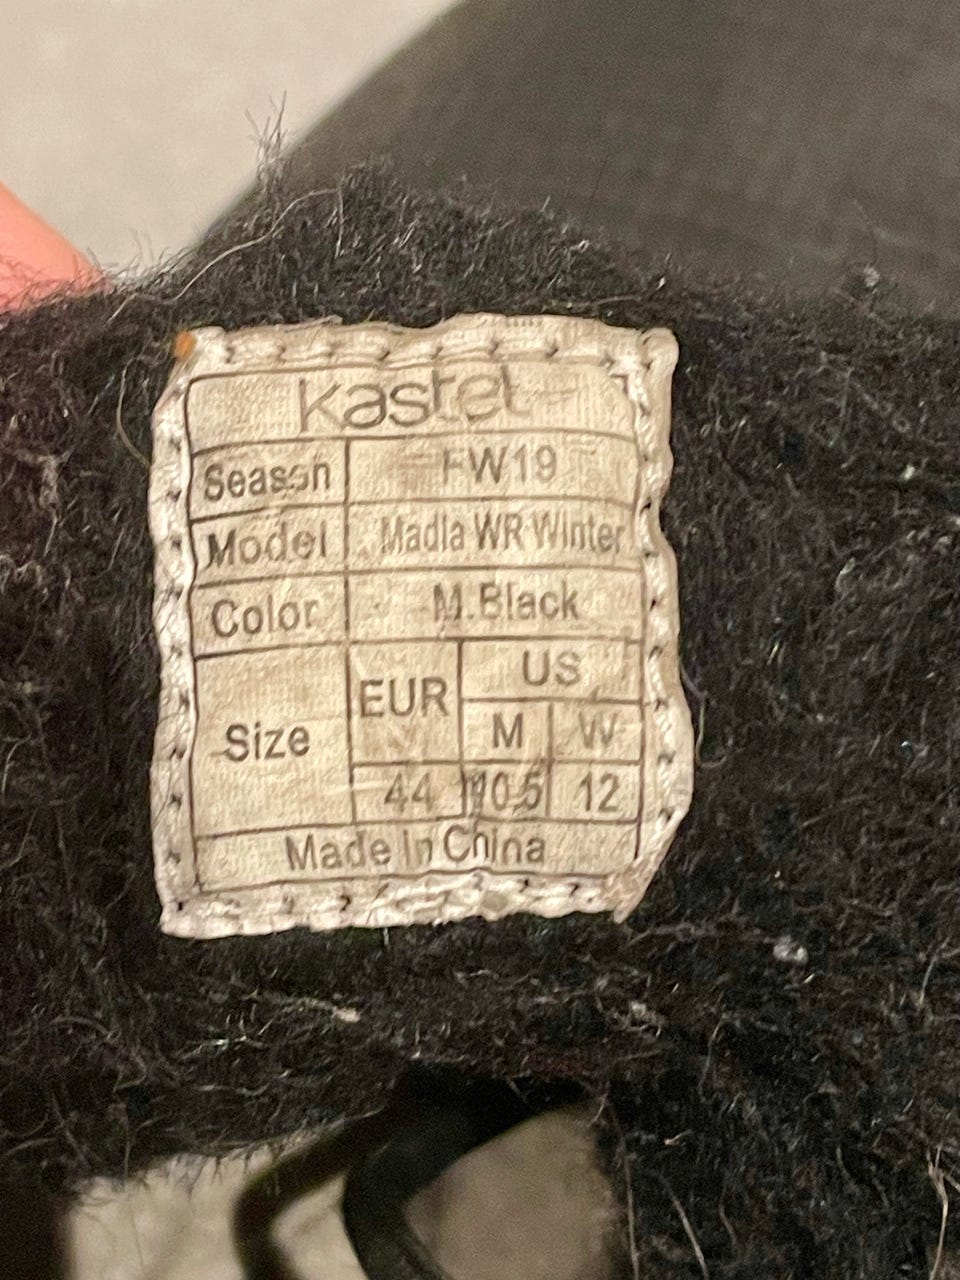 kastel
Season FW19
Model Madla WR Winter
Color M.Black
Size EUR US
M W
44 10.5 12
Made In China